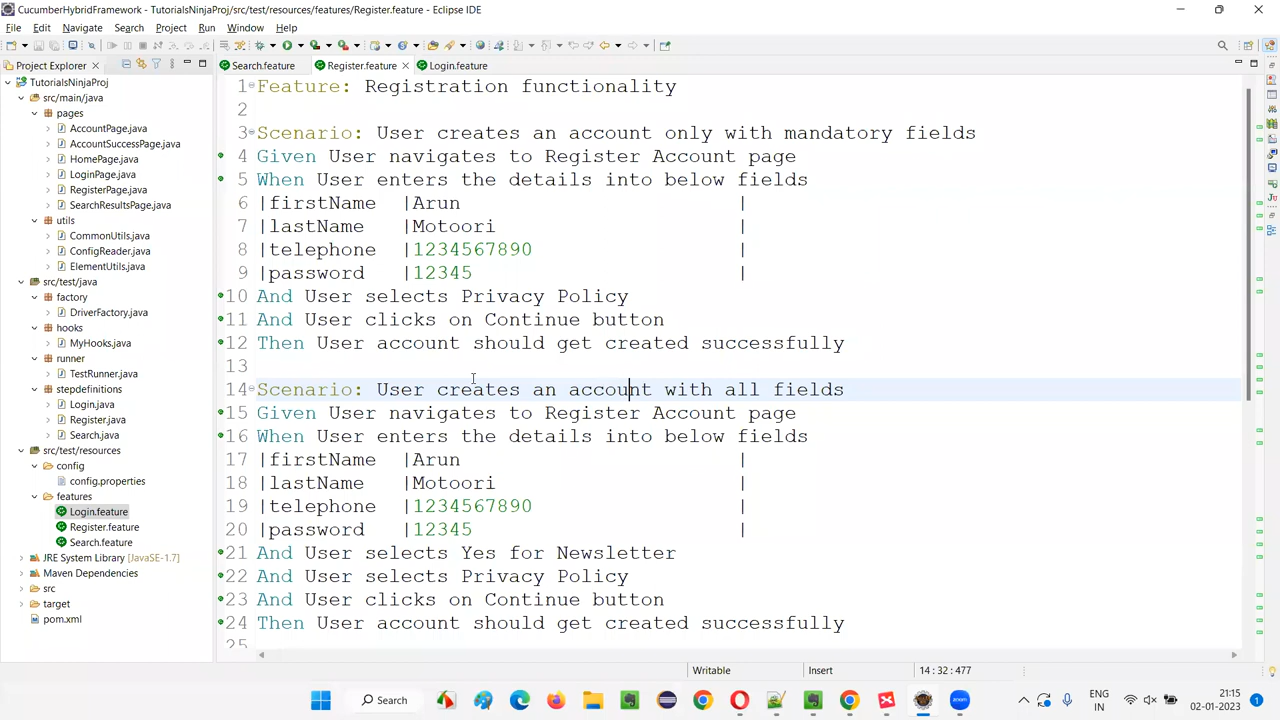 CucumberHybridFramework - TutorialsNinjaProj/src/test/resources/features/Register.feature - Eclipse IDE
File Edit Navigate Search Project Run Window Help
Project Explorer
Search.feature
Register.feature
Login.feature
TutorialsNinjaProj
src/main/java
pages
AccountPage.java
AccountSuccessPage.java
HomePage.java
LoginPage.java
RegisterPage.java
SearchResultsPage.java
utils
CommonUtils.java
ConfigReader.java
ElementUtils.java
src/test/java
factory
DriverFactory.java
hooks
MyHooks.java
runner
TestRunner.java
stepdefinitions
Login.java
Register.java
Search.java
src/test/resources
config
config.properties
features
Login.feature
Register.feature
Search.feature
JRE System Library [JavaSE-1.7]
Maven Dependencies
src
target
pom.xml
1 Feature: Registration functionality
2
3 Scenario: User creates an account only with mandatory fields
4 Given User navigates to Register Account page
5 When User enters the details into below fields
6 |firstName |Arun |
7 |lastName |Motoori |
8 |telephone |1234567890 |
9 |password |12345 |
10 And User selects Privacy Policy
11 And User clicks on Continue button
12 Then User account should get created successfully
13
14 Scenario: User creates an account with all fields
15 Given User navigates to Register Account page
16 When User enters the details into below fields
17 |firstName |Arun |
18 |lastName |Motoori |
19 |telephone |1234567890 |
20 |password |12345 |
21 And User selects Yes for Newsletter
22 And User selects Privacy Policy
23 And User clicks on Continue button
24 Then User account should get created successfully
25
Writable Insert 14 : 32 : 477
Search
ENG
IN
21:15
02-01-2023
1